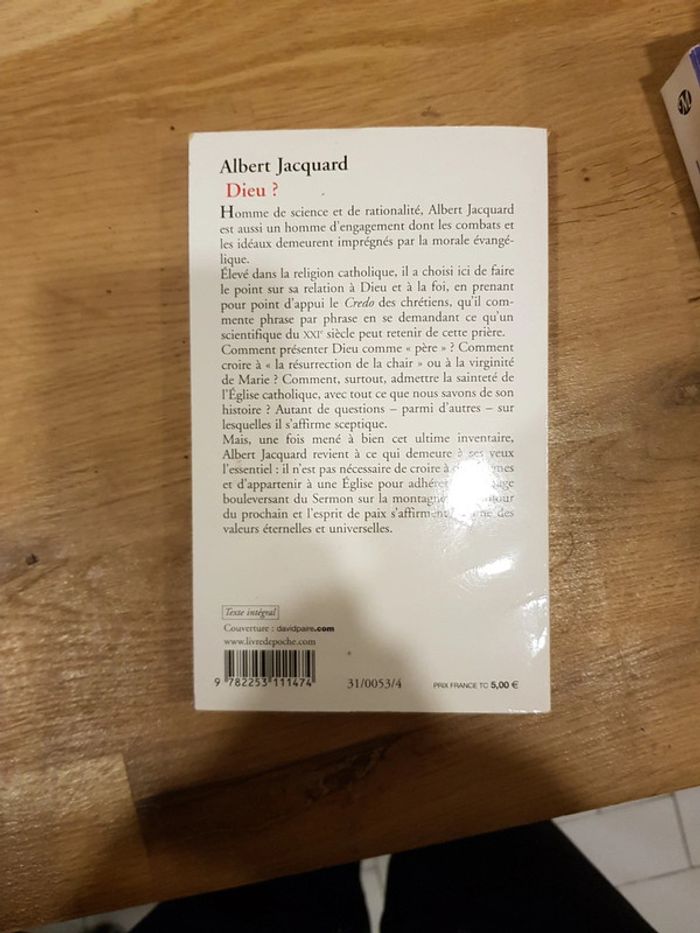 Albert Jacquard
Dieu ?
Homme de science et de rationalité, Albert Jacquard
est aussi un homme d'engagement dont les combats et
les idéaux demeurent imprégnés par la morale évangé-
lique.
Élevé dans la religion catholique, il a choisi ici de faire
le point sur sa relation à Dieu et à la foi, en prenant
pour point d'appui le Credo des chrétiens, qu'il com-
mente phrase par phrase en se demandant ce qu'un
scientifique du XXIe siècle peut retenir de cette prière.
Comment présenter Dieu comme « père » ? Comment
croire à « la résurrection de la chair » ou à la virginité
de Marie ? Comment, surtout, admettre la sainteté de
l'Église catholique, avec tout ce que nous savons de son
histoire ? Autant de questions – parmi d'autres – sur
lesquelles il s'affirme sceptique.
Mais, une fois mené à bien cet ultime inventaire,
Albert Jacquard revient à ce qui demeure à ses yeux
l'essentiel : il n'est pas nécessaire de croire à
et d'appartenir à une Église pour
bouleversant du Sermon sur la montagne
du prochain et l'esprit de paix des
valeurs éternelles et universelles.
Texte intégral
Couverture : davidpaire.com
www.livredepoche.com
9 782253 111474
31/0053/4
PRIX FRANCE TC 5,00 €
M